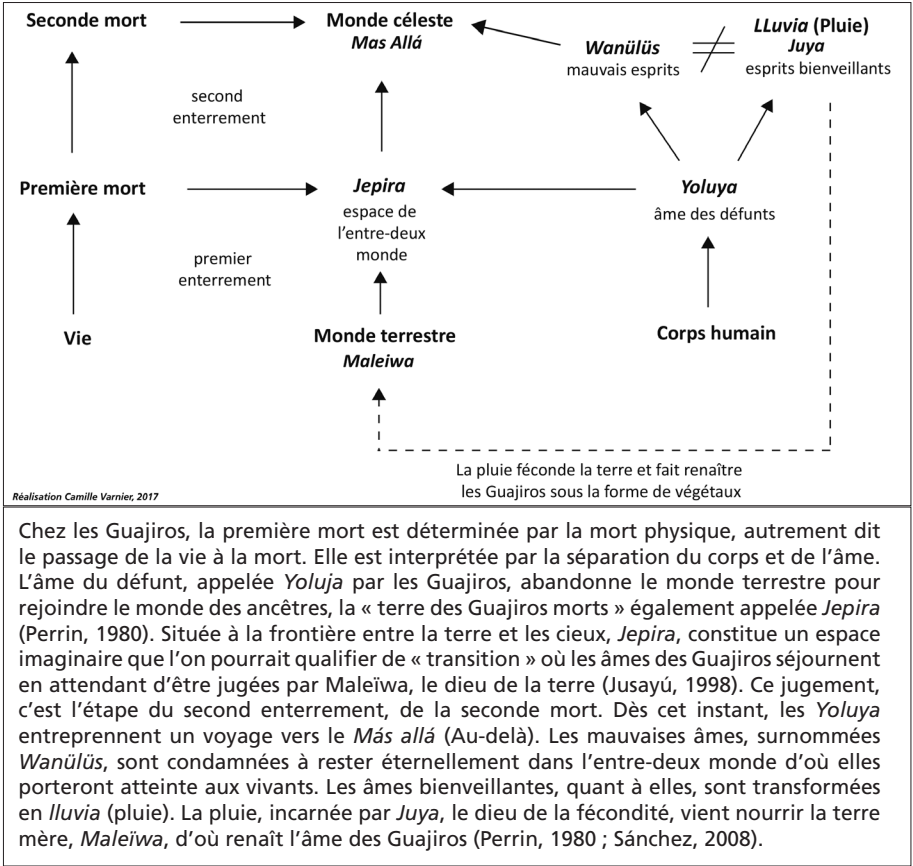 Seconde mort
Monde céleste
Mas Allá
Wanülüs
mauvais esprits
LLuvia (Pluie)
Juya
esprits bienveillants
second
enterrement
Première mort
Jepira
espace de
l'entre-deux
monde
Yoluya
âme des défunts
premier
enterrement
Vie
Monde terrestre
Maleiwa
Corps humain
La pluie féconde la terre et fait renaître
les Guajiros sous la forme de végétaux
Réalisation Camille Varnier, 2017
Chez les Guajiros, la première mort est déterminée par la mort physique, autrement dit
le passage de la vie à la mort. Elle est interprétée par la séparation du corps et de l'âme.
L'âme du défunt, appelée Yoluja par les Guajiros, abandonne le monde terrestre pour
rejoindre le monde des ancêtres, la « terre des Guajiros morts » également appelée Jepira
(Perrin, 1980). Située à la frontière entre la terre et les cieux, Jepira, constitue un espace
imaginaire que l'on pourrait qualifier de « transition » où les âmes des Guajiros séjournent
en attendant d'être jugées par Maleïwa, le dieu de la terre (Jusayú, 1998). Ce jugement,
c'est l'étape du second enterrement, de la seconde mort. Dès cet instant, les Yoluya
entreprennent un voyage vers le Más allá (Au-delà). Les mauvaises âmes, surnommées
Wanülüs, sont condamnées à rester éternellement dans l'entre-deux monde d'où elles
porteront atteinte aux vivants. Les âmes bienveillantes, quant à elles, sont transformées
en lluvia (pluie). La pluie, incarnée par Juya, le dieu de la fécondité, vient nourrir la terre
mère, Maleïwa, d'où renaît l'âme des Guajiros (Perrin, 1980 ; Sánchez, 2008).